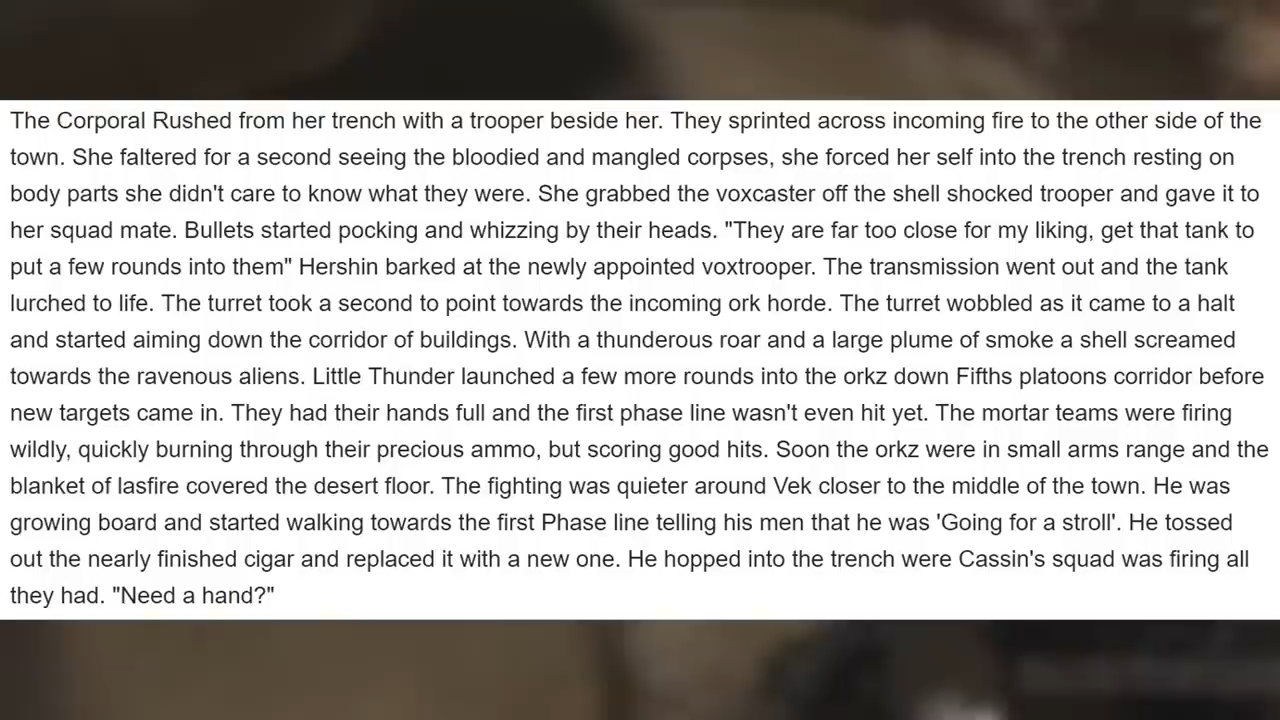 The Corporal Rushed from her trench with a trooper beside her. They sprinted across incoming fire to the other side of the
town. She faltered for a second seeing the bloodied and mangled corpses, she forced her self into the trench resting on
body parts she didn't care to know what they were. She grabbed the voxcaster off the shell shocked trooper and gave it to
her squad mate. Bullets started pocking and whizzing by their heads. "They are far too close for my liking, get that tank to
put a few rounds into them" Hershin barked at the newly appointed voxtrooper. The transmission went out and the tank
lurched to life. The turret took a second to point towards the incoming ork horde. The turret wobbled as it came to a halt
and started aiming down the corridor of buildings. With a thunderous roar and a large plume of smoke a shell screamed
towards the ravenous aliens. Little Thunder launched a few more rounds into the orkz down Fifths platoons corridor before
new targets came in. They had their hands full and the first phase line wasn't even hit yet. The mortar teams were firing
wildly, quickly burning through their precious ammo, but scoring good hits. Soon the orkz were in small arms range and the
blanket of lasfire covered the desert floor. The fighting was quieter around Vek closer to the middle of the town. He was
growing board and started walking towards the first Phase line telling his men that he was 'Going for a stroll'. He tossed
out the nearly finished cigar and replaced it with a new one. He hopped into the trench were Cassin's squad was firing all
they had. "Need a hand?"